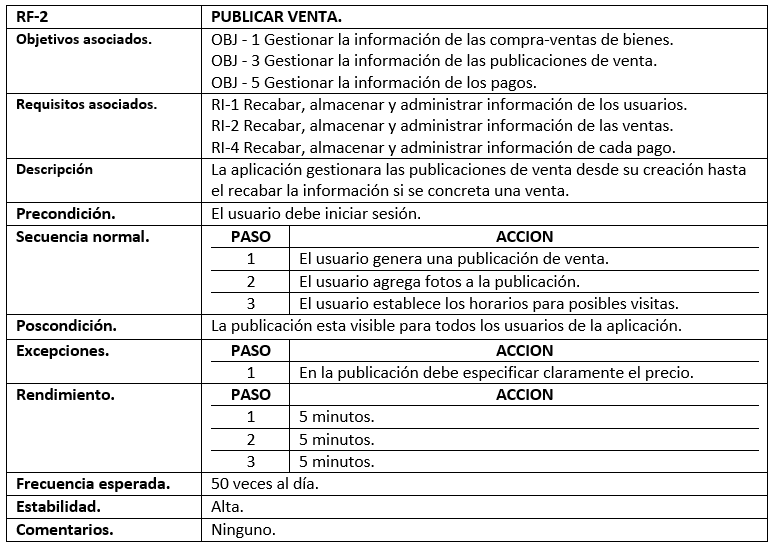 RF-2 PUBLICAR VENTA.
Objetivos asociados. OBJ - 1 Gestionar la información de las compra-ventas de bienes.
OBJ - 3 Gestionar la información de las publicaciones de venta.
OBJ - 5 Gestionar la información de los pagos.
Requisitos asociados. RI-1 Recabar, almacenar y administrar información de los usuarios.
RI-2 Recabar, almacenar y administrar información de las ventas.
RI-4 Recabar, almacenar y administrar información de cada pago.
Descripción La aplicación gestionara las publicaciones de venta desde su creación hasta
el recabar la información si se concreta una venta.
Precondición. El usuario debe iniciar sesión.
Secuencia normal. PASO ACCION
1 El usuario genera una publicación de venta.
2 El usuario agrega fotos a la publicación.
3 El usuario establece los horarios para posibles visitas.
Poscondición. La publicación esta visible para todos los usuarios de la aplicación.
Excepciones. PASO ACCION
1 En la publicación debe especificar claramente el precio.
Rendimiento. PASO ACCION
1 5 minutos.
2 5 minutos.
3 5 minutos.
Frecuencia esperada. 50 veces al día.
Estabilidad. Alta.
Comentarios. Ninguno.